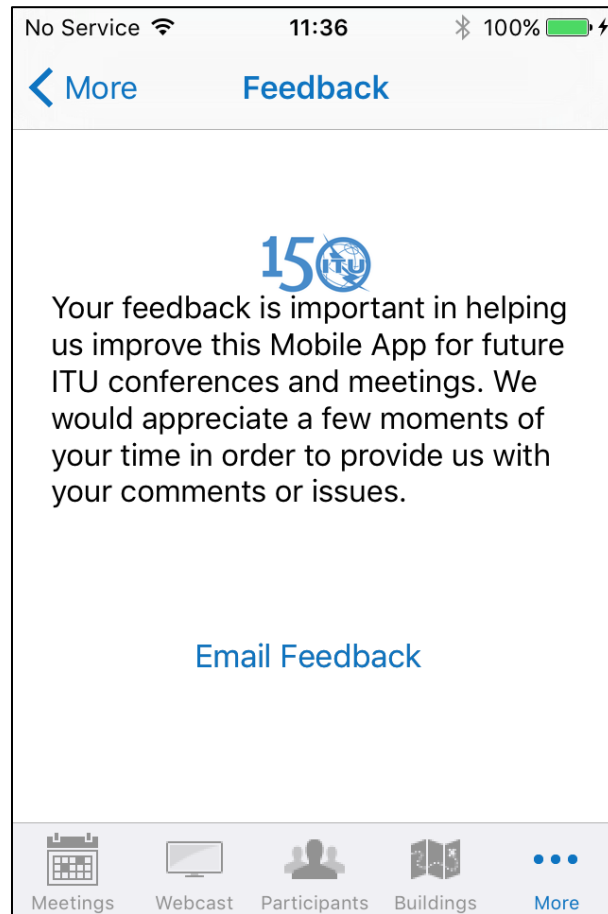 No Service 11:36 100%
More Feedback
150 ITU
Your feedback is important in helping
us improve this Mobile App for future
ITU conferences and meetings. We
would appreciate a few moments of
your time in order to provide us with
your comments or issues.
Email Feedback
Meetings Webcast Participants Buildings More